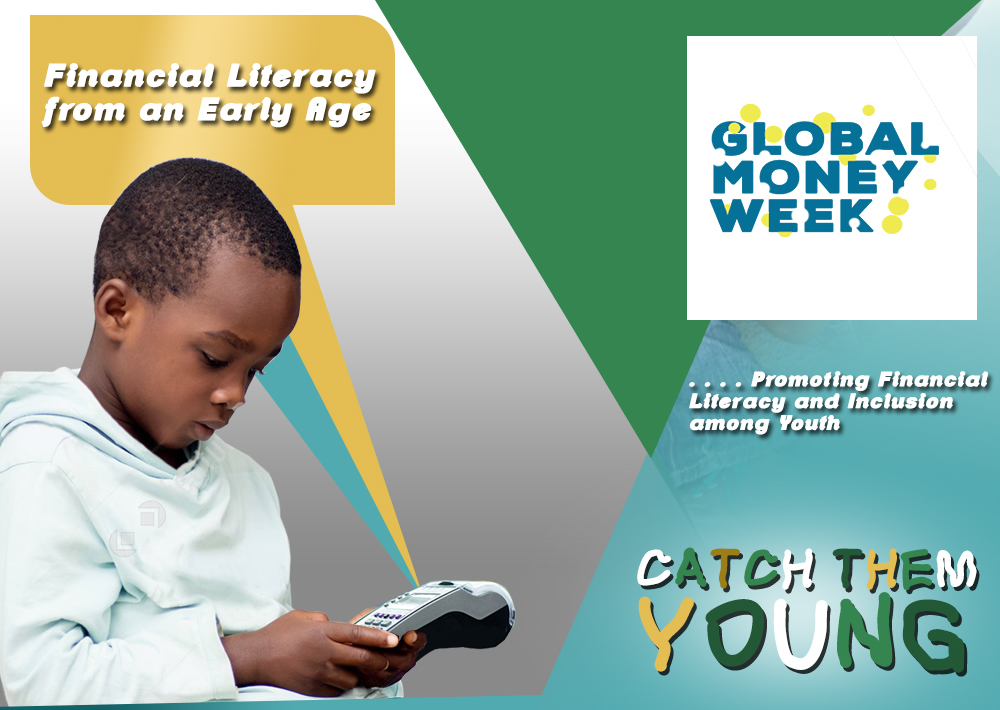 Financial Literacy
from an Early Age
GLOBAL
MONEY
WEEK
. . . . Promoting Financial
Literacy and Inclusion
among Youth
CATCH THEM
YOUNG